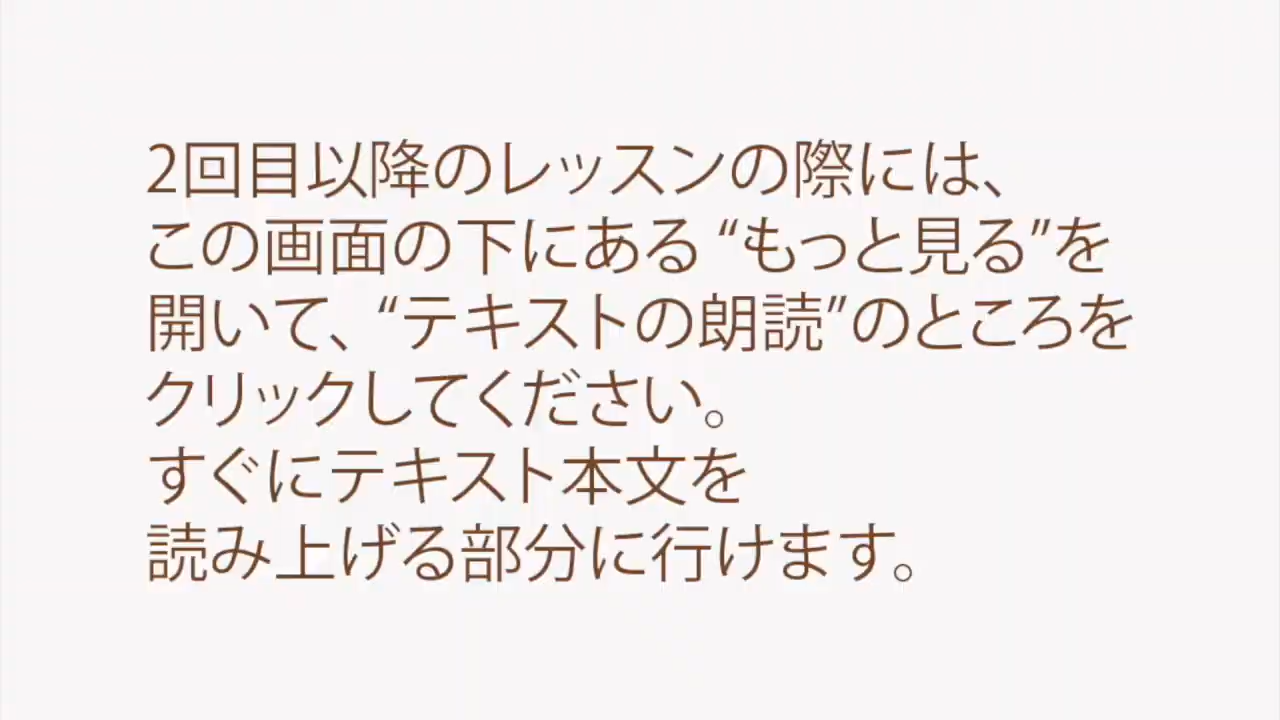 2回目以降のレッスンの際には、
この画面の下にある “もっと見る”を
開いて、“テキストの朗読”のところを
クリックしてください。
すぐにテキスト本文を
読み上げる部分に行けます。